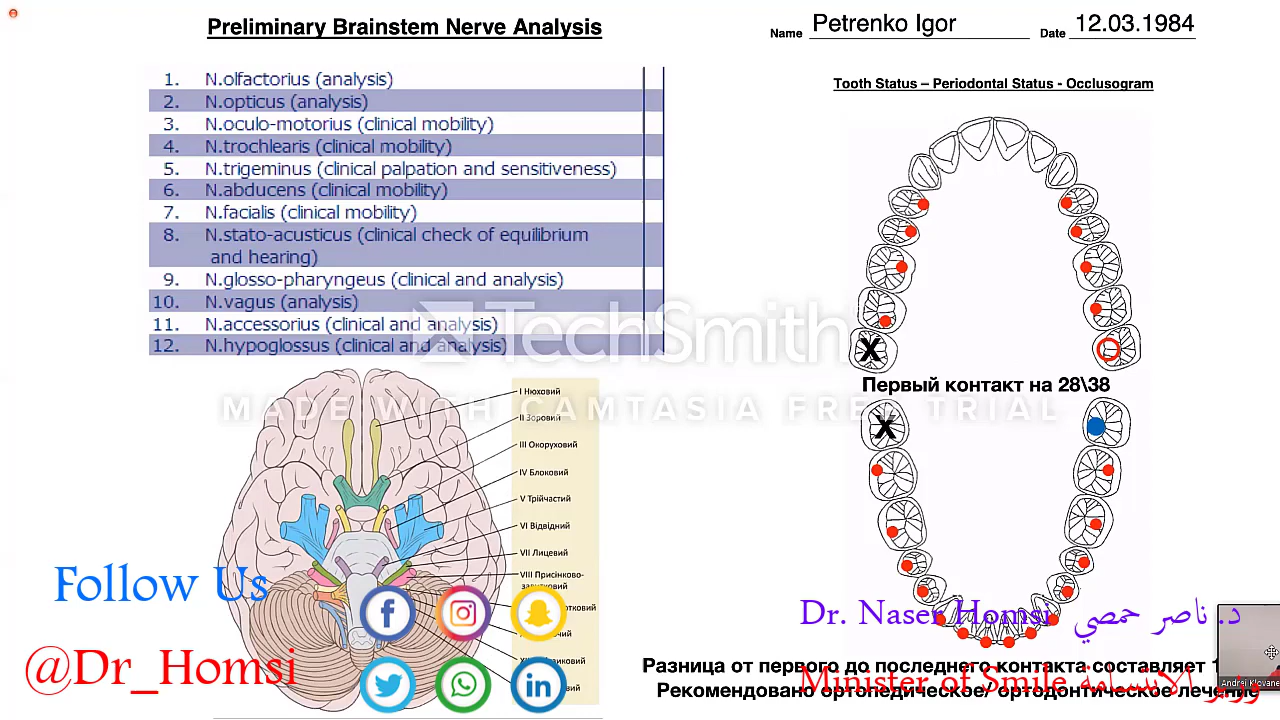 Preliminary Brainstem Nerve Analysis
Name Petrenko Igor Date 12.03.1984
1. N.olfactorius (analysis)
2. N.opticus (analysis)
3. N.oculo-motorius (clinical mobility)
4. N.trochlearis (clinical mobility)
5. N.trigeminus (clinical palpation and sensitiveness)
6. N.abducens (clinical mobility)
7. N.facialis (clinical mobility)
8. N.stato-acusticus (clinical check of equilibrium
and hearing)
9. N.glosso-pharyngeus (clinical and analysis)
10. N.vagus (analysis)
11. N.accessorius (clinical and analysis)
12. N.hypoglossus (clinical and analysis)
Tooth Status – Periodontal Status - Occlusogram
X
Первый контакт на 28\38
X
TechSmith
MADE WITH CAMTASIA FREE TRIAL
I Нюховий
II Зоровий
III Окоруховий
IV Блоковий
V Трійчастий
VI Відвідний
VII Лицевий
VIII Присінково-
Follow Us
@Dr_Homsi
Dr. Naser Homsi د. ناصر حمصي
Разница от первого до последнего контакта составляет
Minister of Smile وزير الابتسامة
Рекомендовано ортопедическое/ ортодонтическое лечение